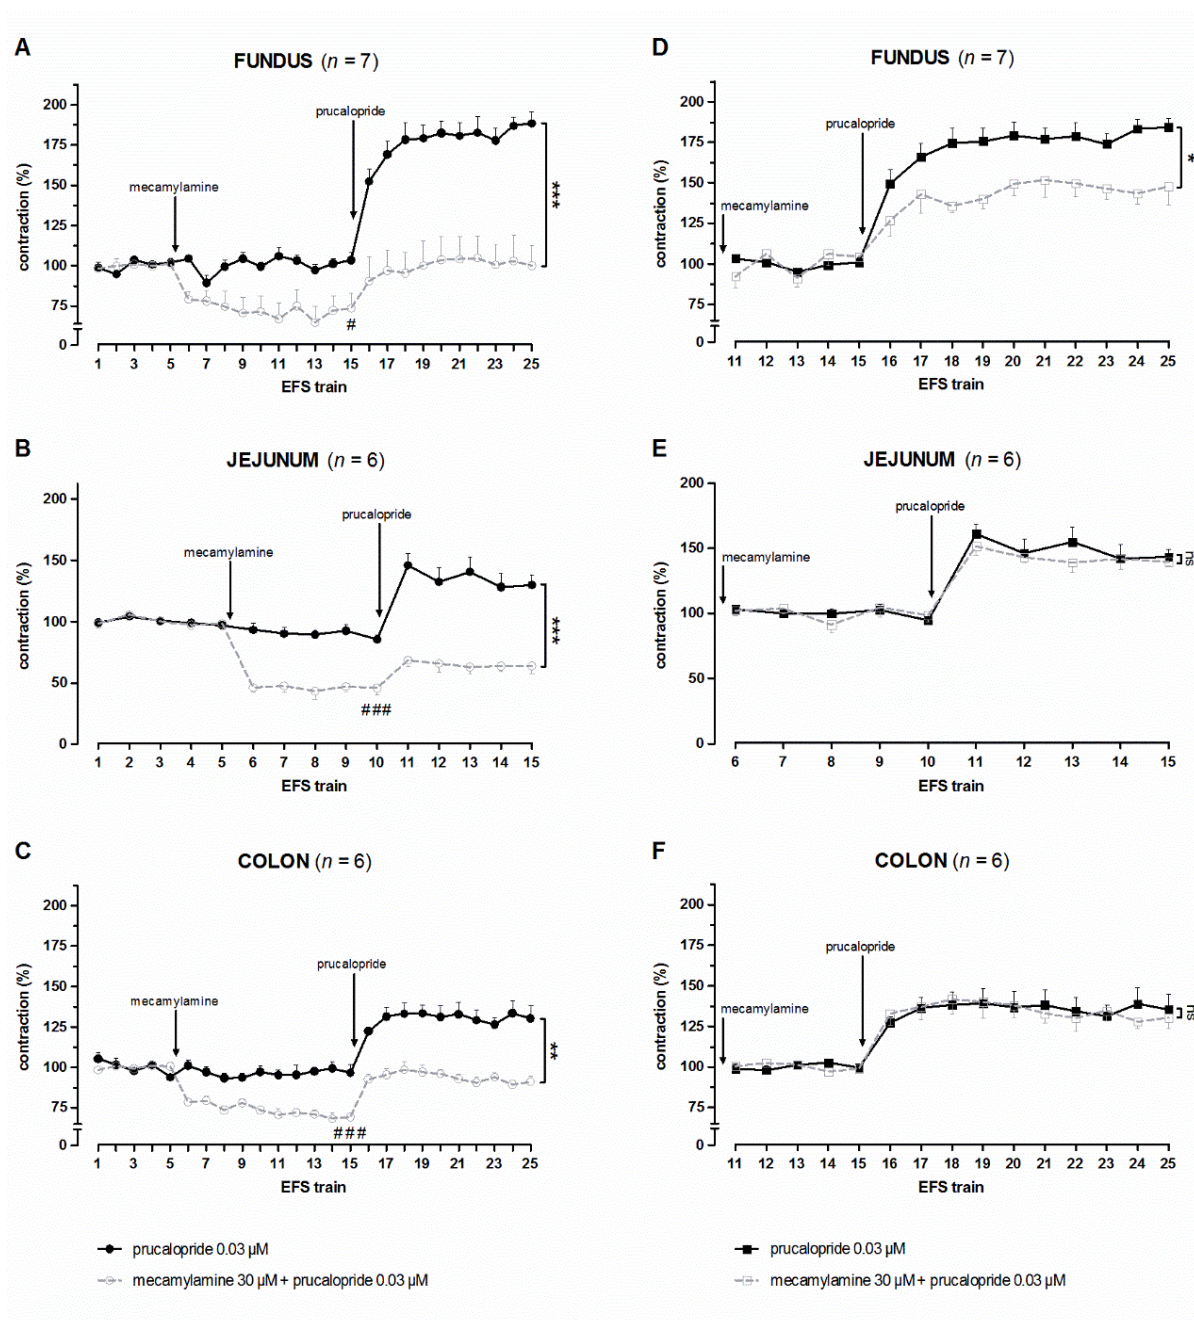 A
FUNDUS (n = 7)
contraction (%)
200
175
150
125
100
75
0
mecamylamine
prucalopride
***
#
1 3 5 7 9 11 13 15 17 19 21 23 25
EFS train
D
FUNDUS (n = 7)
contraction (%)
200
175
150
125
100
75
0
mecamylamine
prucalopride
*
11 12 13 14 15 16 17 18 19 20 21 22 23 24 25
EFS train
B
JEJUNUM (n = 6)
contraction (%)
200
150
100
50
0
mecamylamine
prucalopride
***
###
1 2 3 4 5 6 7 8 9 10 11 12 13 14 15
EFS train
E
JEJUNUM (n = 6)
contraction (%)
200
150
100
50
0
mecamylamine
prucalopride
ns
6 7 8 9 10 11 12 13 14 15
EFS train
C
COLON (n = 6)
contraction (%)
200
175
150
125
100
75
0
mecamylamine
prucalopride
**
###
1 3 5 7 9 11 13 15 17 19 21 23 25
EFS train
F
COLON (n = 6)
contraction (%)
200
175
150
125
100
75
0
mecamylamine
prucalopride
ns
11 12 13 14 15 16 17 18 19 20 21 22 23 24 25
EFS train
prucalopride 0.03 µM
mecamylamine 30 µM + prucalopride 0.03 µM
prucalopride 0.03 µM
mecamylamine 30 µM + prucalopride 0.03 µM